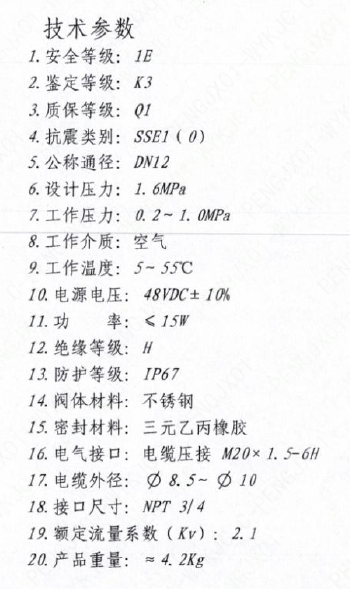 技术参数
1. 安全等级: 1E
2. 鉴定等级: K3
3. 质保等级: Q1
4. 抗震类别: SSE1 ( O)
5. 公称通径: DN12
6. 设计压力: 1.6MPa
7. 工作压力: 0.2~ 1.0MPa
8. 工作介质: 空气
9. 工作温度: 5~ 55℃
10. 电源电压: 48VDC± 10%
11. 功 率: ≤ 15W
12. 绝缘等级: H
13. 防护等级: IP67
14. 阀体材料: 不锈钢
15. 密封材料: 三元乙丙橡胶
16. 电气接口: 电缆压接 M20× 1.5-6H
17. 电缆外径: Φ 8.5~ Φ 10
18. 接口尺寸: NPT 3/4
19. 额定流量系数 ( Kv) : 2.1
20. 产品重量: ≈ 4.2Kg